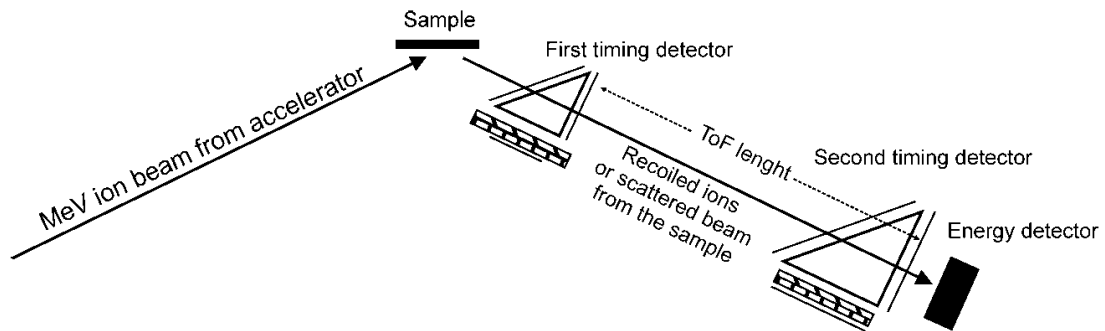 Sample
First timing detector
MeV ion beam from accelerator
ToF lenght
Second timing detector
Recoiled ions
or scattered beam
from the sample
Energy detector